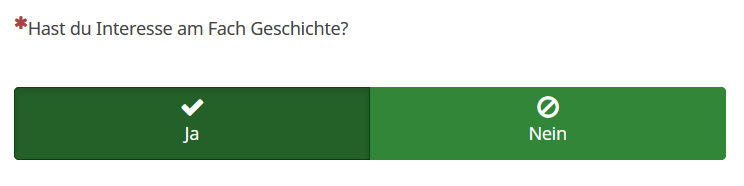 *Hast du Interesse am Fach Geschichte?
Ja
Nein